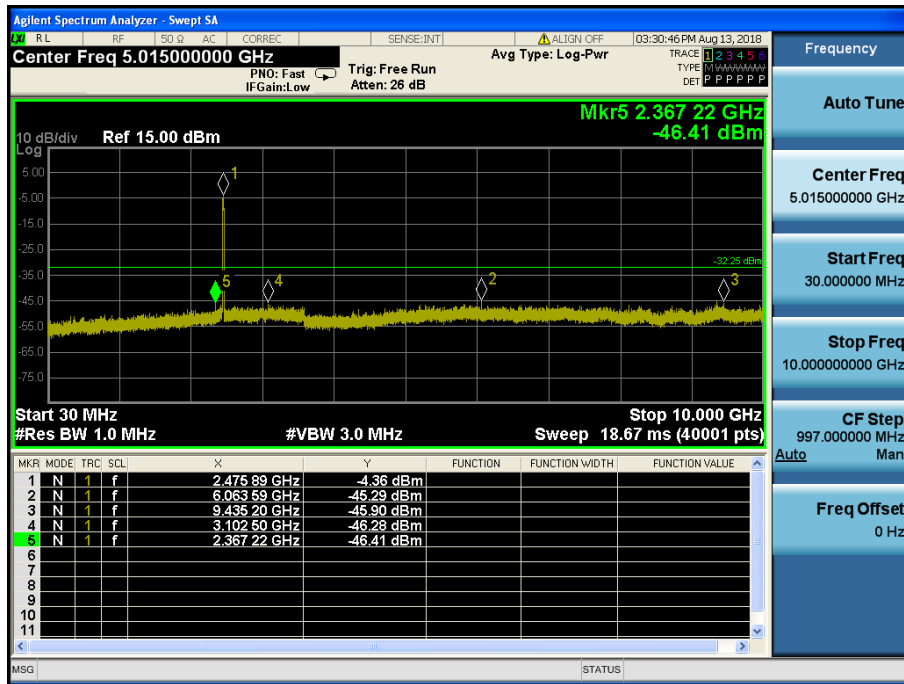 Agilent Spectrum Analyzer - Swept SA
LXI RL RF 50 Ω AC CORREC SENSE:INT ALIGN OFF 03:30:46 PM Aug 13, 2018
Center Freq 5.015000000 GHz
PNO: Fast
IFGain:Low
Trig: Free Run
Atten: 26 dB
Avg Type: Log-Pwr
TRACE 1 2 3 4 5 6
TYPE M WWWWW
DET P P P P P P
Mkr5 2.367 22 GHz
-46.41 dBm
10 dB/div Ref 15.00 dBm
Log
5.00
-5.00
-15.0
-25.0
-35.0
-45.0
-55.0
-65.0
-75.0
1
5
4
2
3
-32.25 dBm
Start 30 MHz Stop 10.000 GHz
#Res BW 1.0 MHz #VBW 3.0 MHz Sweep 18.67 ms (40001 pts)
MKR MODE TRC SCL X Y FUNCTION FUNCTION WIDTH FUNCTION VALUE
1 N 1 f 2.475 89 GHz -4.36 dBm
2 N 1 f 6.063 59 GHz -45.29 dBm
3 N 1 f 9.435 20 GHz -45.90 dBm
4 N 1 f 3.102 50 GHz -46.28 dBm
5 N 1 f 2.367 22 GHz -46.41 dBm
6
7
8
9
10
11
MSG STATUS
Frequency
Auto Tune
Center Freq
5.015000000 GHz
Start Freq
30.000000 MHz
Stop Freq
10.000000000 GHz
CF Step
997.000000 MHz
Auto Man
Freq Offset
0 Hz